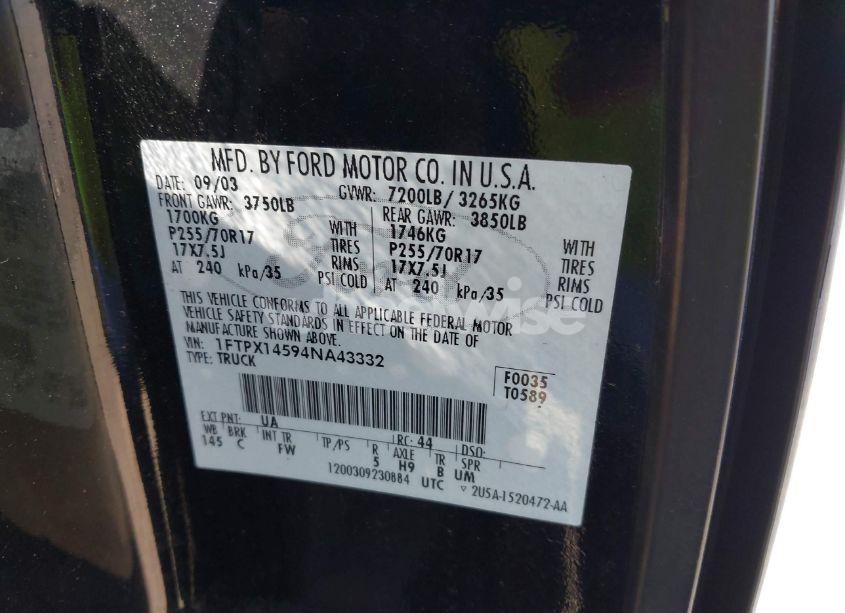 MFD. BY FORD MOTOR CO. IN U.S.A.
DATE: 09/03 GVWR: 7200LB / 3265KG
FRONT GAWR: 3750LB REAR GAWR: 3850LB
1700KG WITH 1746KG WITH
P255/70R17 TIRES P255/70R17 TIRES
17X7.5J RIMS 17X7.5J RIMS
AT 240 kPa/35 PSI COLD AT 240 kPa/35 PSI COLD
THIS VEHICLE CONFORMS TO ALL APPLICABLE FEDERAL MOTOR
VEHICLE SAFETY STANDARDS IN EFFECT ON THE DATE OF
MANUFACTURE SHOWN ABOVE.
VIN: 1FTPX14594NA43332
TYPE: TRUCK
F0035
T0589
EXT PNT: UA RC: 44 DSO:
WB BRK INT TR TP/PS R AXLE TR SPR
145 C FW 5 H9 B UM
1200309230884 UTC ▽ 2U5A-1520472-AA